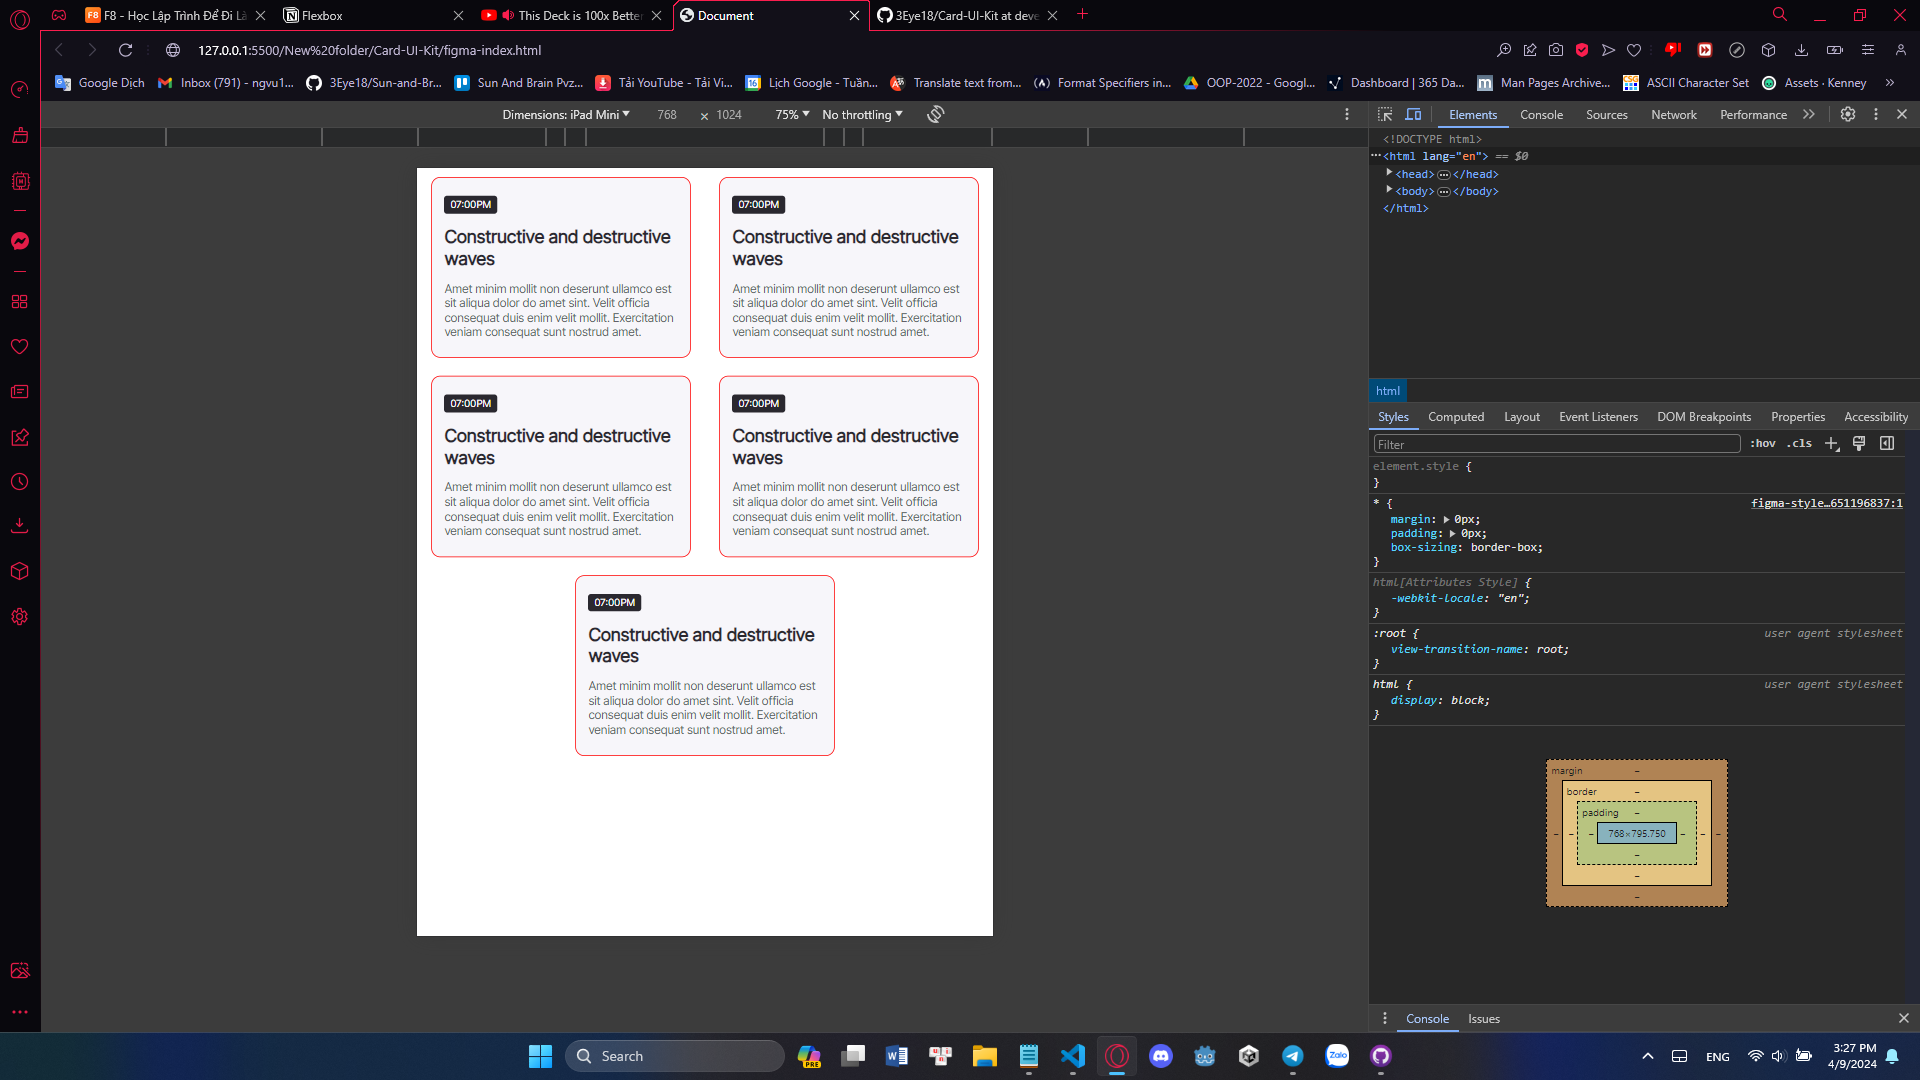 F8 - Học Lập Trình Để Đi Là
Flexbox
This Deck is 100x Better
Document
3Eye18/Card-UI-Kit at deve
127.0.0.1:5500/New%20folder/Card-UI-Kit/figma-index.html
Google Dịch
Inbox (791) - ngvu1...
3Eye18/Sun-and-Br...
Sun And Brain Pvz...
Tải YouTube - Tải Vi...
Lịch Google - Tuần...
Translate text from...
Format Specifiers in...
OOP-2022 - Googl...
Dashboard | 365 Da...
Man Pages Archive...
ASCII Character Set
Assets · Kenney
Dimensions: iPad Mini
768 × 1024
75%
No throttling
Elements
Console
Sources
Network
Performance
<!DOCTYPE html>
<html lang="en"> == $0
<head> </head>
<body> </body>
</html>
07:00PM
Constructive and destructive
waves
Amet minim mollit non deserunt ullamco est
sit aliqua dolor do amet sint. Velit officia
consequat duis enim velit mollit. Exercitation
veniam consequat sunt nostrud amet.
07:00PM
Constructive and destructive
waves
Amet minim mollit non deserunt ullamco est
sit aliqua dolor do amet sint. Velit officia
consequat duis enim velit mollit. Exercitation
veniam consequat sunt nostrud amet.
07:00PM
Constructive and destructive
waves
Amet minim mollit non deserunt ullamco est
sit aliqua dolor do amet sint. Velit officia
consequat duis enim velit mollit. Exercitation
veniam consequat sunt nostrud amet.
07:00PM
Constructive and destructive
waves
Amet minim mollit non deserunt ullamco est
sit aliqua dolor do amet sint. Velit officia
consequat duis enim velit mollit. Exercitation
veniam consequat sunt nostrud amet.
07:00PM
Constructive and destructive
waves
Amet minim mollit non deserunt ullamco est
sit aliqua dolor do amet sint. Velit officia
consequat duis enim velit mollit. Exercitation
veniam consequat sunt nostrud amet.
html
Styles
Computed
Layout
Event Listeners
DOM Breakpoints
Properties
Accessibility
Filter
:hov
.cls
element.style {
}
* {
figma-style…651196837:1
margin: 0px;
padding: 0px;
box-sizing: border-box;
}
html[Attributes Style] {
-webkit-locale: "en";
}
:root {
user agent stylesheet
view-transition-name: root;
}
html {
user agent stylesheet
display: block;
}
margin
border
padding
768×795.750
Console
Issues
Search
ENG
3:27 PM
4/9/2024